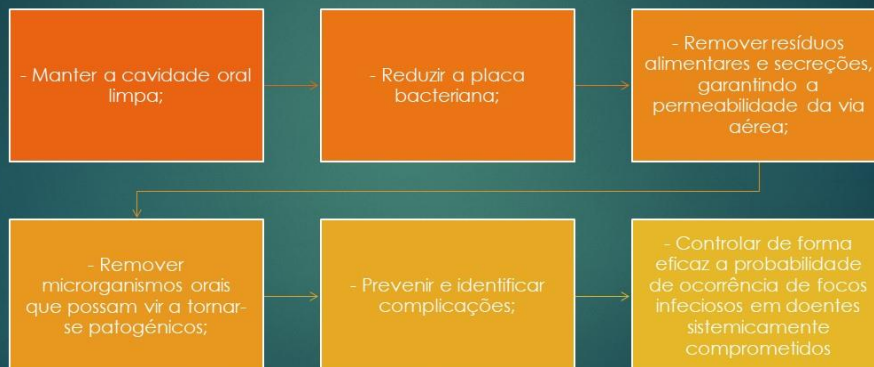 - Manter a cavidade oral
limpa;
- Reduzir a placa
bacteriana;
- Remover resíduos
alimentares e secreções,
garantindo a
permeabilidade da via
aérea;
- Remover
microrganismos orais
que possam vir a tornar-
se patogénicos;
- Prevenir e identificar
complicações;
- Controlar de forma
eficaz a probabilidade
de ocorrência de focos
infeciosos em doentes
sistemicamente
comprometidos